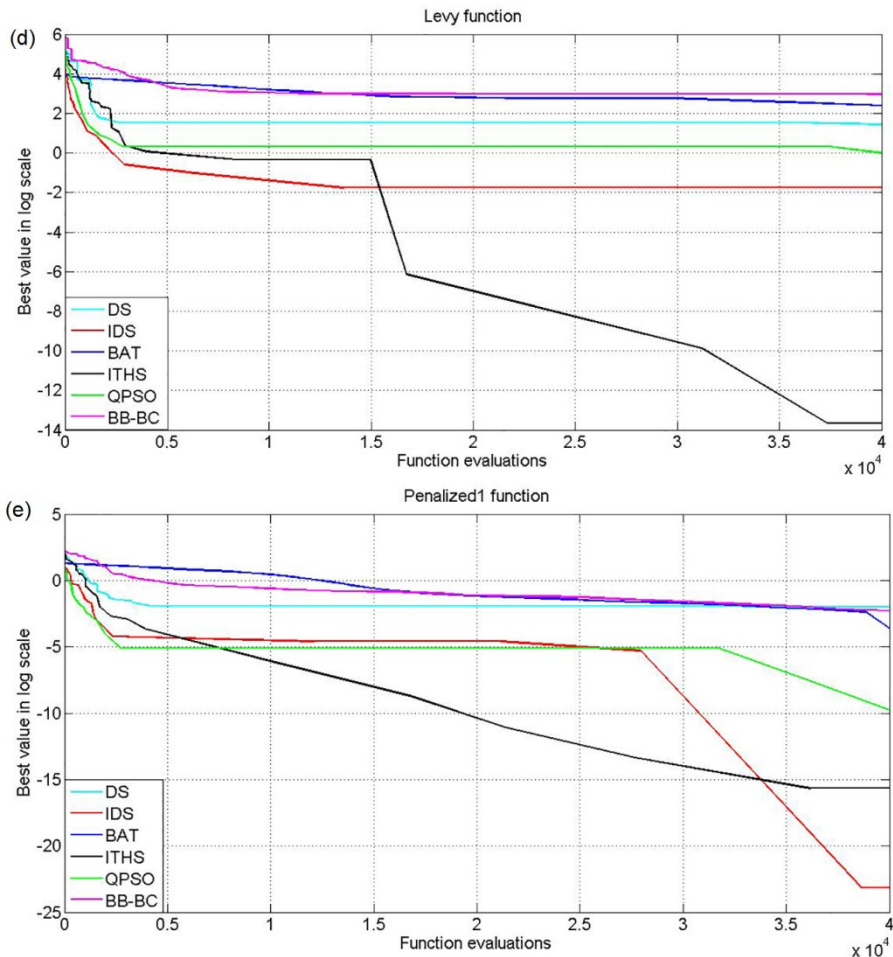 (d)
Levy function
6
4
2
0
-2
-4
-6
-8
-10
-12
-14
Best value in log scale
DS
IDS
BAT
ITHS
QPSO
BB-BC
0 0.5 1 1.5 2 2.5 3 3.5 4
Function evaluations
x 10^4
(e)
Penalized1 function
5
0
-5
-10
-15
-20
-25
Best value in log scale
DS
IDS
BAT
ITHS
QPSO
BB-BC
0 0.5 1 1.5 2 2.5 3 3.5 4
Function evaluations
x 10^4